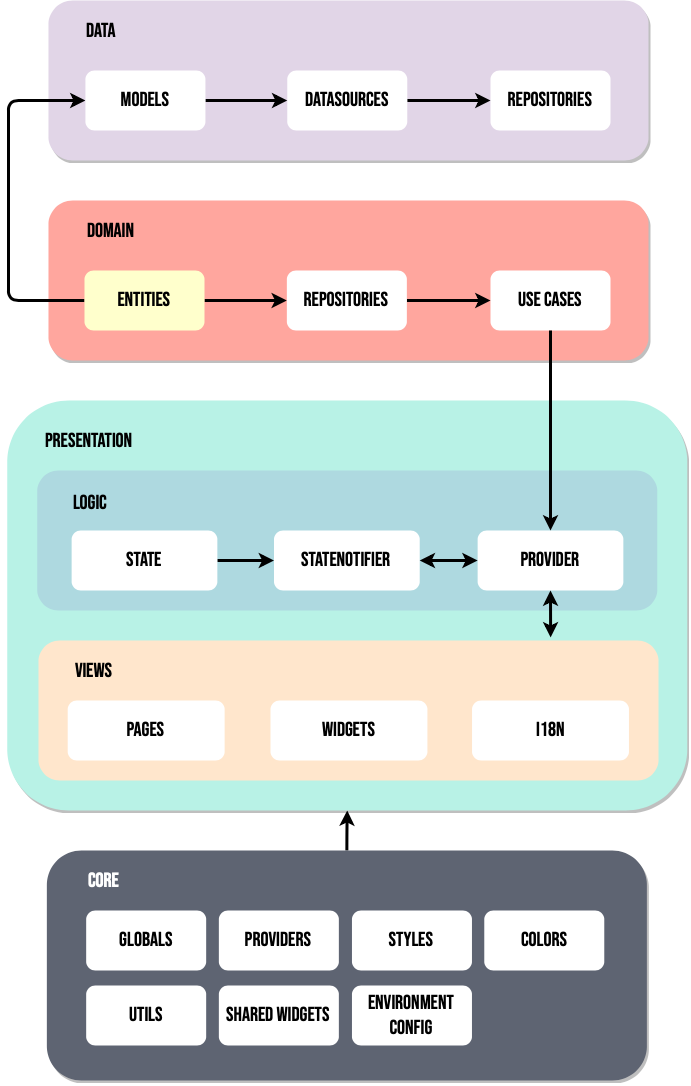 DATA
MODELS
DATASOURCES
REPOSITORIES
DOMAIN
ENTITIES
REPOSITORIES
USE CASES
PRESENTATION
LOGIC
STATE
STATENOTIFIER
PROVIDER
VIEWS
PAGES
WIDGETS
I18N
CORE
GLOBALS
PROVIDERS
STYLES
COLORS
UTILS
SHARED WIDGETS
ENVIRONMENT
CONFIG